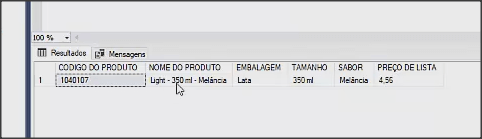 100 %
Resultados Mensagens
CODIGO DO PRODUTO NOME DO PRODUTO EMBALAGEM TAMANHO SABOR PREÇO DE LISTA
1 1040107 Light - 350 ml - Melância Lata 350 ml Melância 4,56